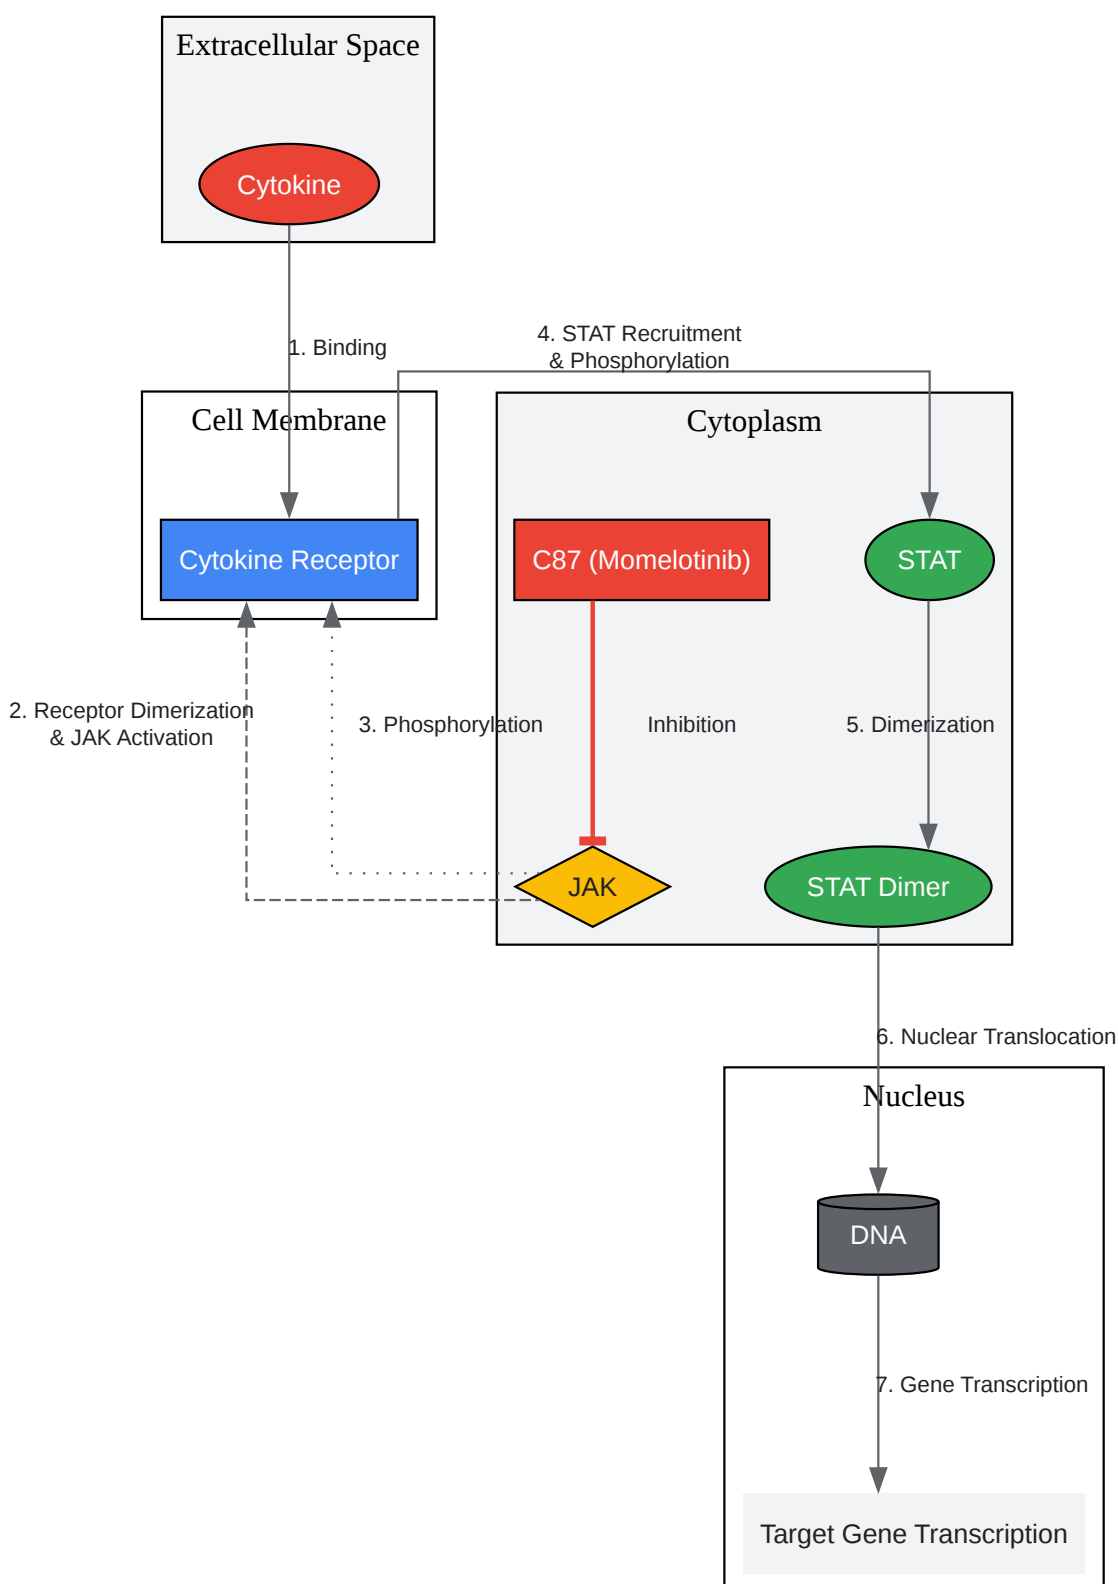 Extracellular Space
Cytokine
1. Binding
4. STAT Recruitment
& Phosphorylation
Cell Membrane
Cytoplasm
Cytokine Receptor
C87 (Momelotinib)
STAT
2. Receptor Dimerization
& JAK Activation
3. Phosphorylation
Inhibition
5. Dimerization
JAK
STAT Dimer
6. Nuclear Translocation
Nucleus
DNA
7. Gene Transcription
Target Gene Transcription